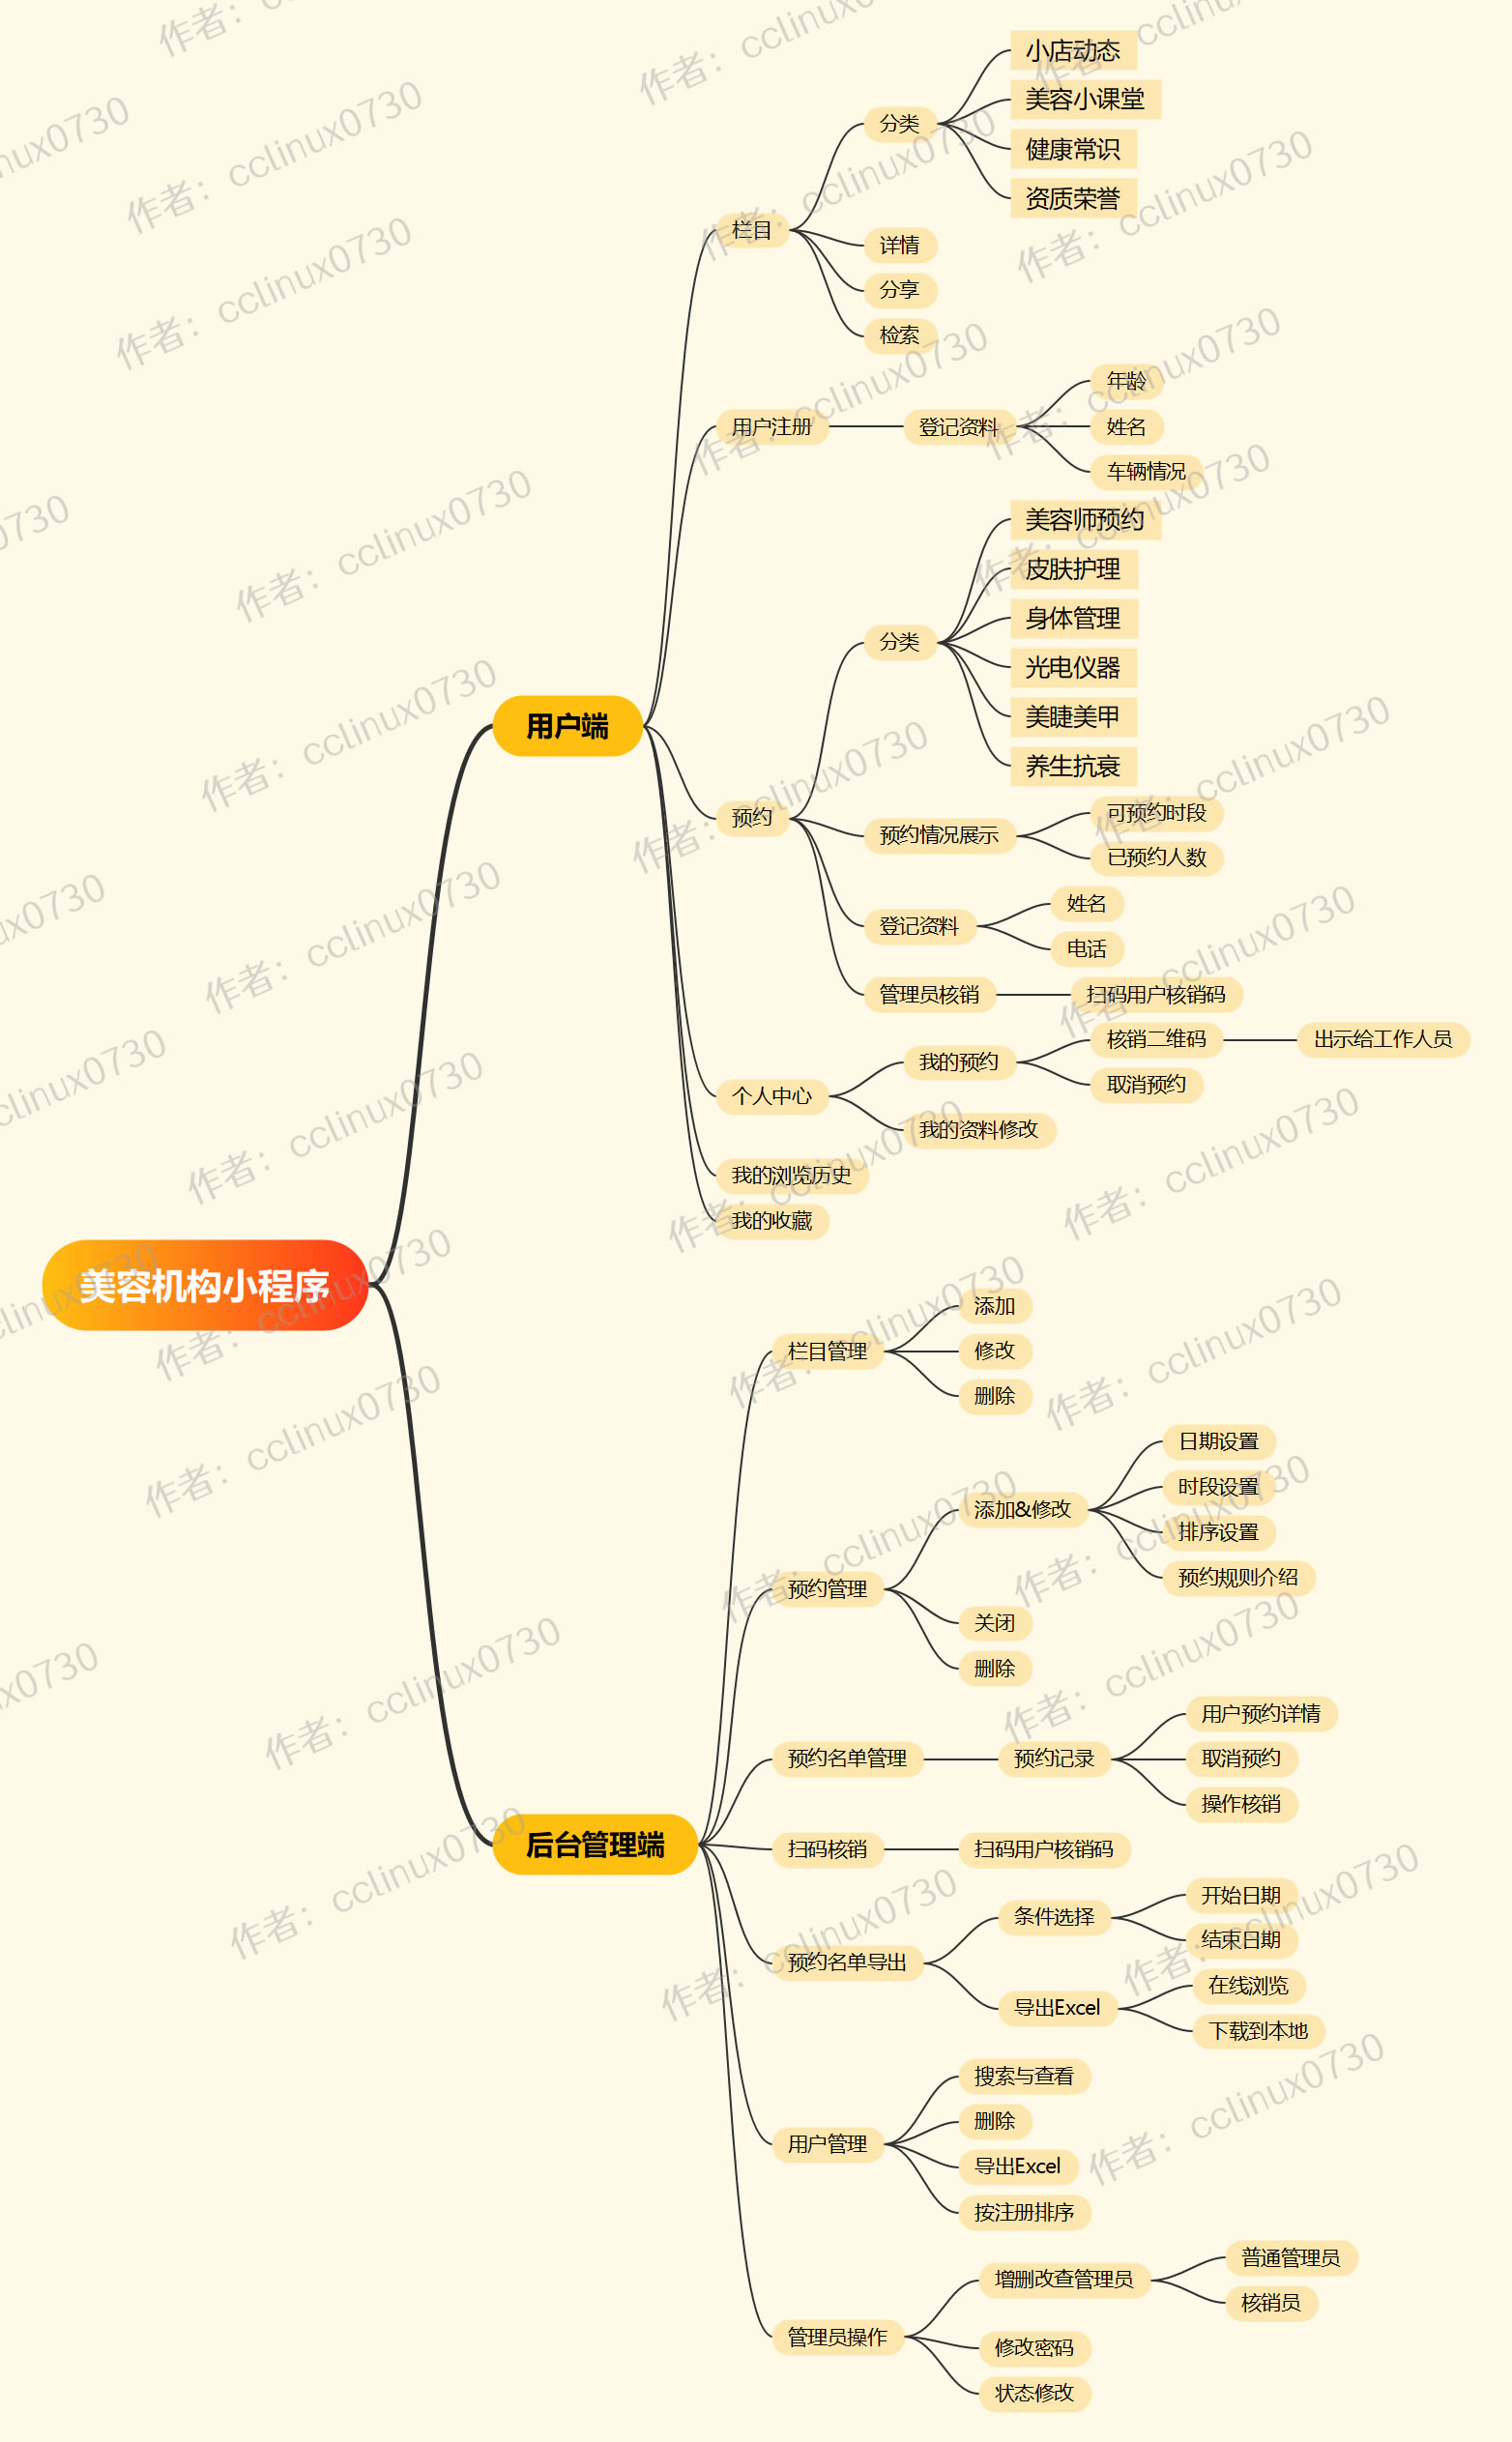 美容机构小程序
用户端
栏目
分类
小店动态
美容小课堂
健康常识
资质荣誉
详情
分享
检索
用户注册
登记资料
年龄
姓名
车辆情况
预约
分类
美容师预约
皮肤护理
身体管理
光电仪器
美睫美甲
养生抗衰
预约情况展示
可预约时段
已预约人数
登记资料
姓名
电话
管理员核销
扫码用户核销码
个人中心
我的预约
核销二维码
出示给工作人员
取消预约
我的资料修改
我的浏览历史
我的收藏
后台管理端
栏目管理
添加
修改
删除
预约管理
添加&修改
日期设置
时段设置
排序设置
预约规则介绍
关闭
删除
预约名单管理
预约记录
用户预约详情
取消预约
操作核销
扫码核销
扫码用户核销码
预约名单导出
条件选择
开始日期
结束日期
导出Excel
在线浏览
下载到本地
用户管理
搜索与查看
删除
导出Excel
按注册排序
管理员操作
增删改查管理员
普通管理员
核销员
修改密码
状态修改
作者：cclinux0730